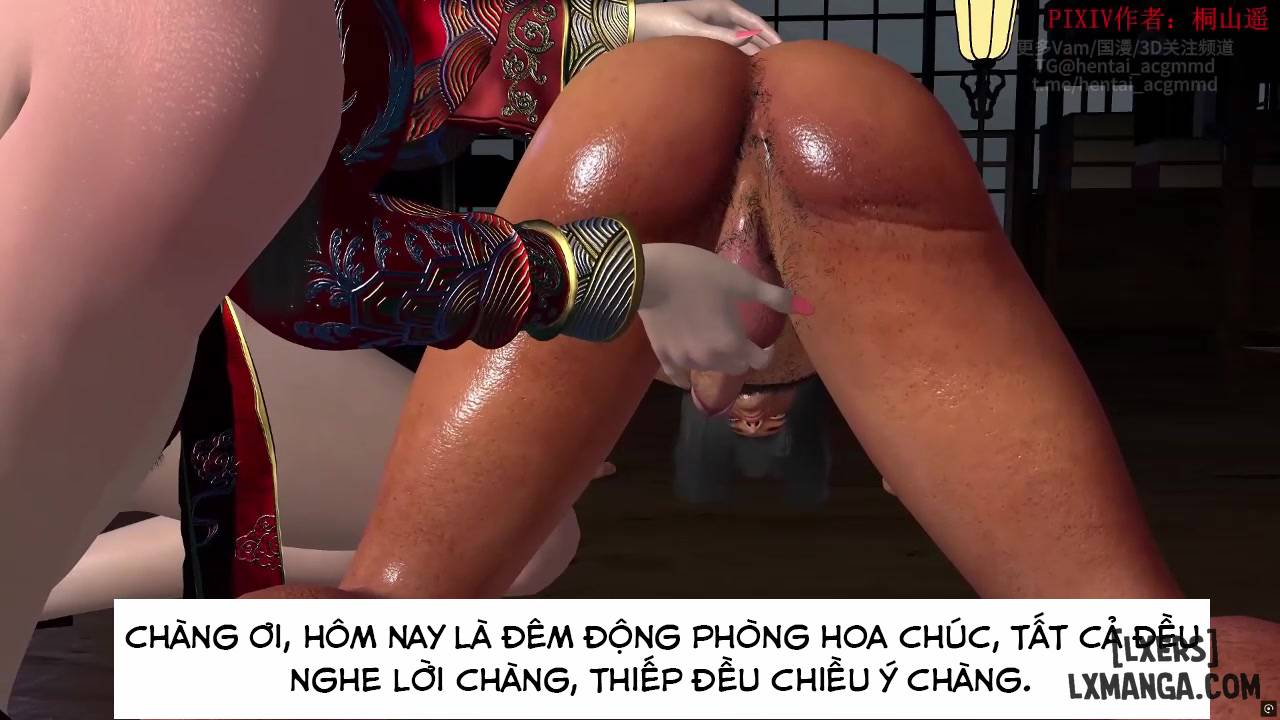 PIXIV作者：桐山遥
更多Vam/国漫/3D关注频道
TG@hentai_acgmmd
t.me/hentai_acgmmd
CHÀNG ƠI, HÔM NAY LÀ ĐÊM ĐỘNG PHÒNG HOA CHÚC, TẤT CẢ ĐỀU
NGHE LỜI CHÀNG, THIẾP ĐỀU CHIỀU Ý CHÀNG.
[LXERS]
LXMANGA.COM